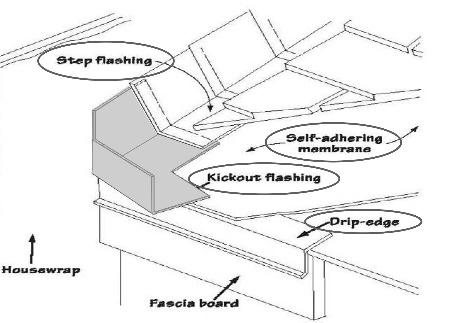 Step flashing
Self-adhering
membrane
Kickout flashing
Drip-edge
Housewrap
Fascia board